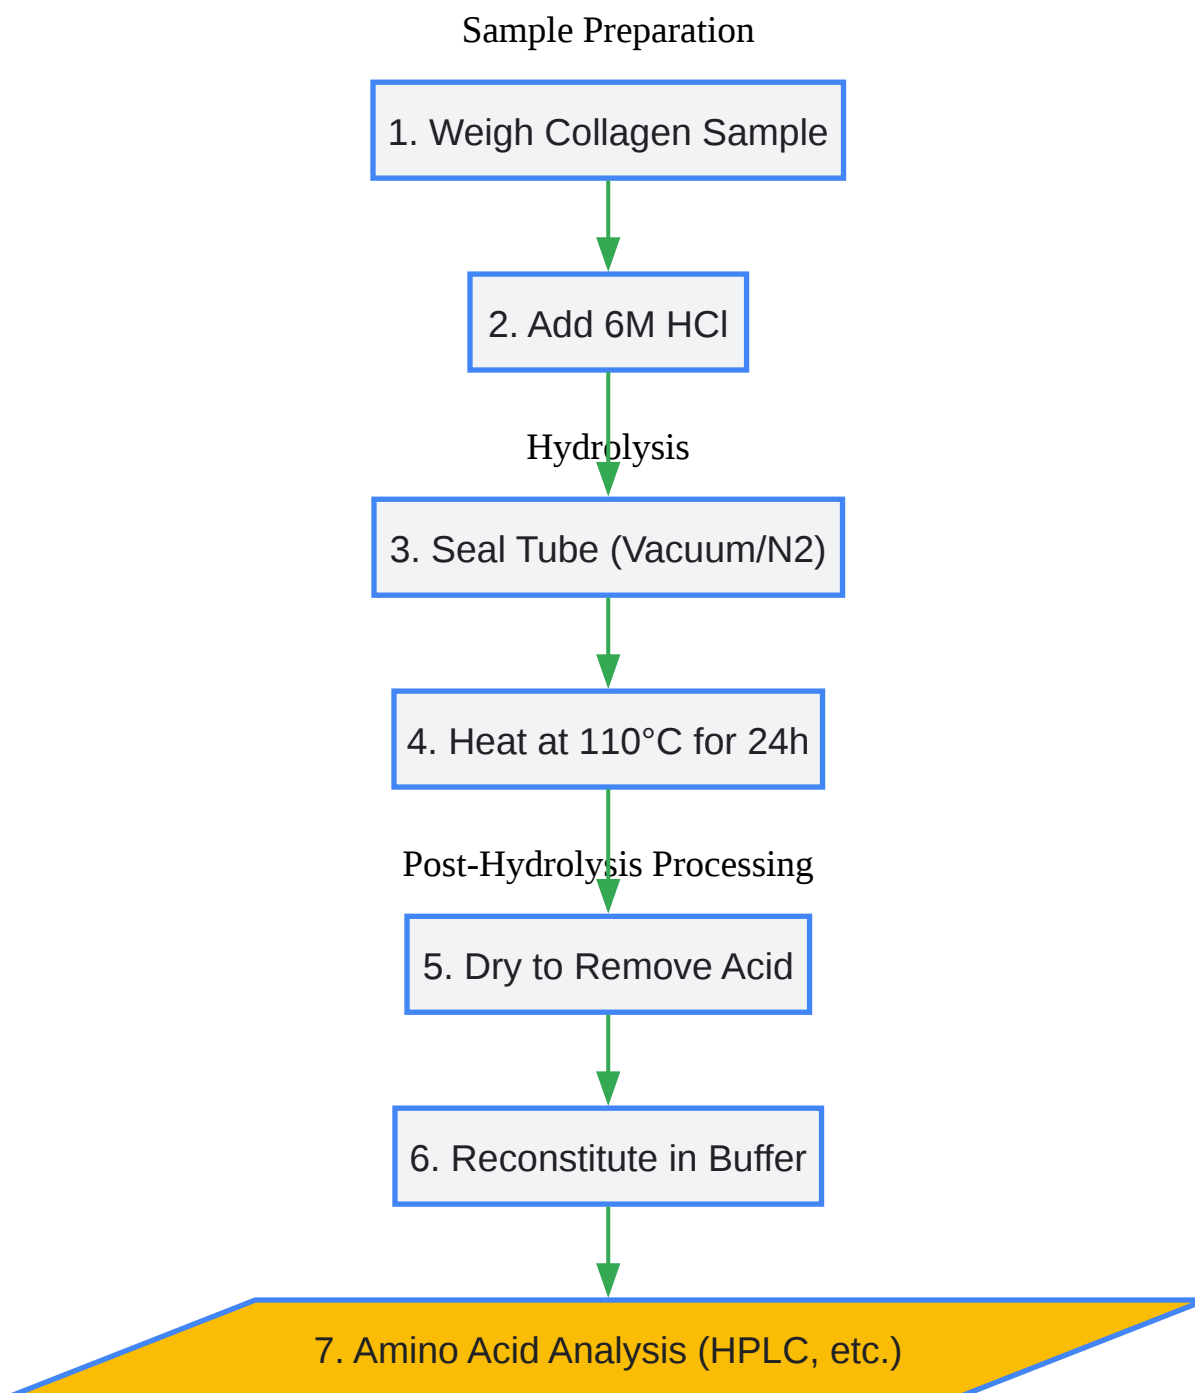 Sample Preparation
1. Weigh Collagen Sample
2. Add 6M HCl
Hydrolysis
3. Seal Tube (Vacuum/N2)
4. Heat at 110°C for 24h
Post-Hydrolysis Processing
5. Dry to Remove Acid
6. Reconstitute in Buffer
7. Amino Acid Analysis (HPLC, etc.)